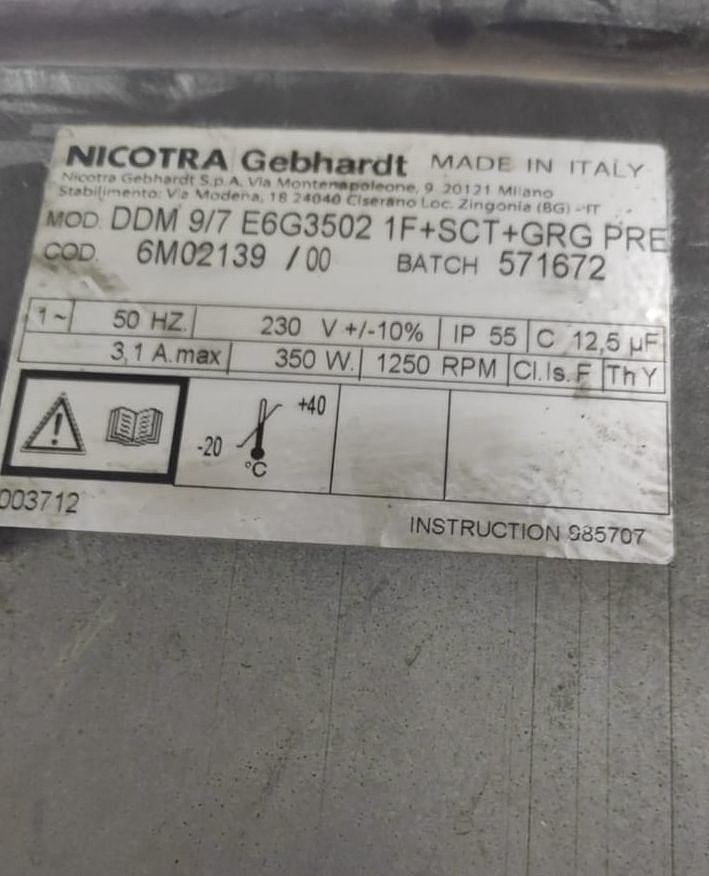 NICOTRA Gebhardt MADE IN ITALY
Nicotra Gebhardt S.p.A. Via Montenapoleone, 9 20121 Milano
Stabilimento: Via Modena, 18 24040 Ciserano Loc. Zingonia (BG) - IT
MOD. DDM 9/7 E6G3502 1F+SCT+GRG PRE
COD. 6M02139 /00 BATCH 571672
1~ 50 HZ. 230 V +/-10% IP 55 C 12,5 µF
3,1 A.max 350 W. 1250 RPM Cl.Is.F Th Y
-20 +40
°C
003712
INSTRUCTION 985707